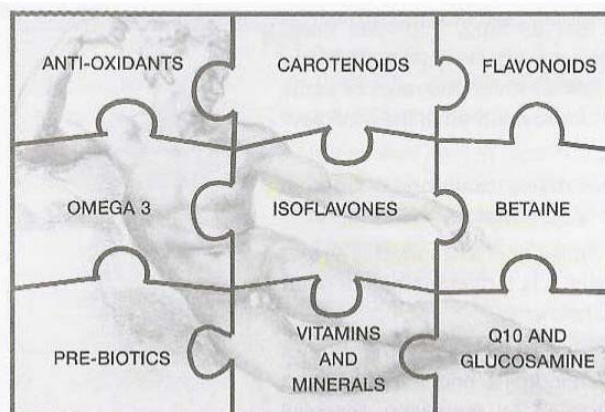 ANTI-OXIDANTS
CAROTENOIDS
FLAVONOIDS
OMEGA 3
ISOFLAVONES
BETAINE
PRE-BIOTICS
VITAMINS
AND
MINERALS
Q10 AND
GLUCOSAMINE